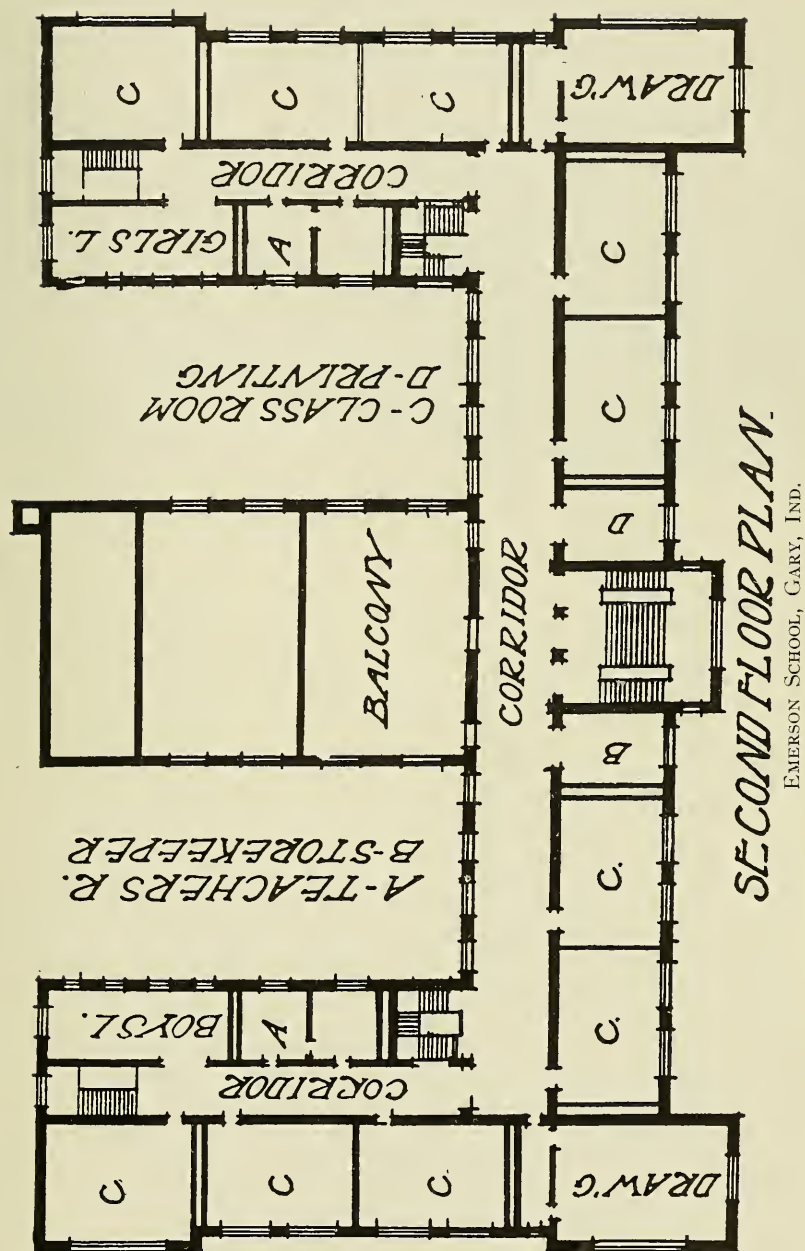 C.
C
C.
DRAW'G
CORRIDOR
BOYS L.
A
C.
C.
A-TEACHERS R.
B-STOREKEEPER
B
BALCONY
CORRIDOR
C-CLASS ROOM
D-PRINTING
D
C
C
GIRLS L.
A
CORRIDOR
C
C
C
DRAW'G
SECOND FLOOR PLAN.
EMERSON SCHOOL, GARY, IND.